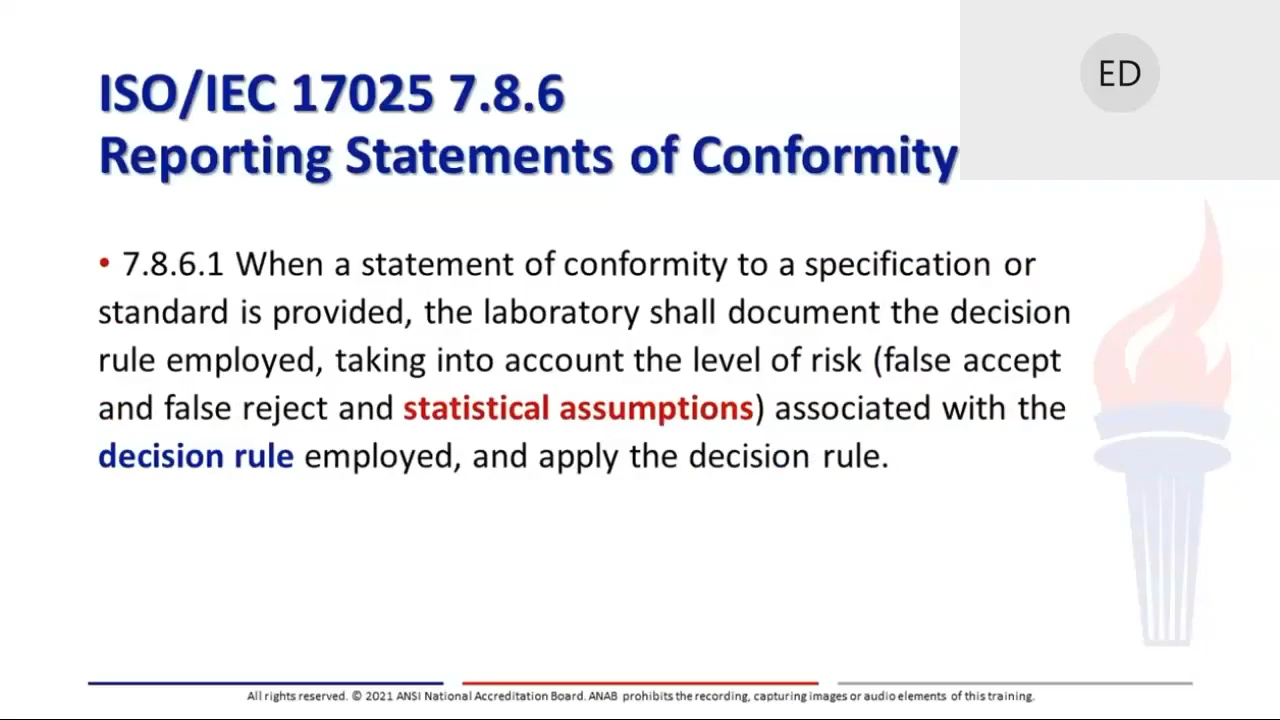 ISO/IEC 17025 7.8.6
Reporting Statements of Conformity
ED
• 7.8.6.1 When a statement of conformity to a specification or
standard is provided, the laboratory shall document the decision
rule employed, taking into account the level of risk (false accept
and false reject and statistical assumptions) associated with the
decision rule employed, and apply the decision rule.
All rights reserved. © 2021 ANSI National Accreditation Board. ANAB prohibits the recording, capturing images or audio elements of this training.